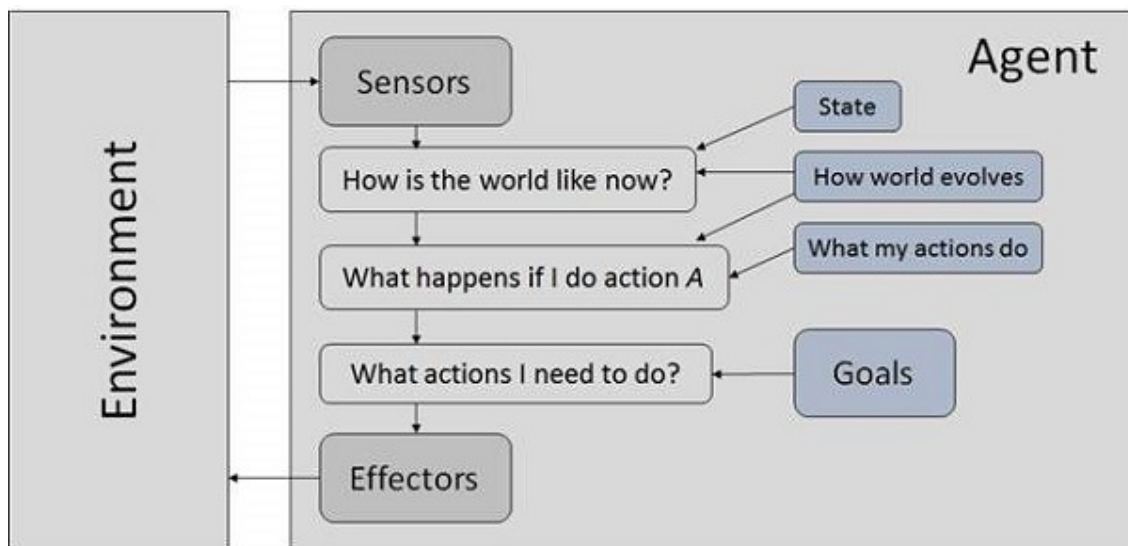 Agent
Sensors
State
How is the world like now?
How world evolves
What my actions do
What happens if I do action A
What actions I need to do?
Goals
Effectors
Environment